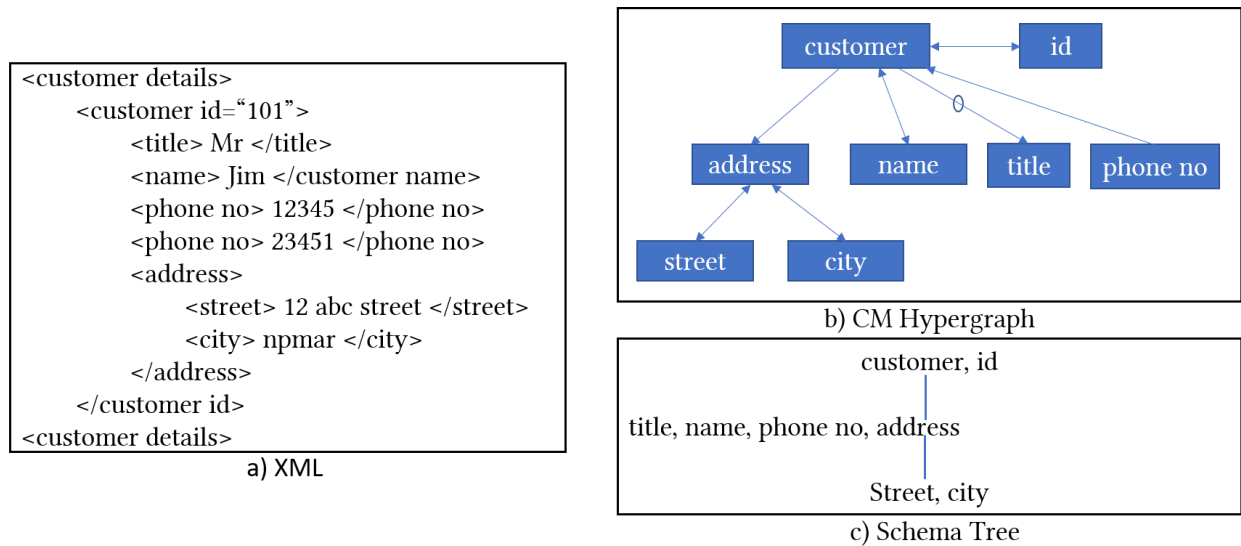 <customer details>
<customer id=“101”>
<title> Mr </title>
<name> Jim </customer name>
<phone no> 12345 </phone no>
<phone no> 23451 </phone no>
<address>
<street> 12 abc street </street>
<city> npmar </city>
</address>
</customer id>
<customer details>
a) XML
customer
id
address
name
title
phone no
street
city
b) CM Hypergraph
customer, id
title, name, phone no, address
Street, city
c) Schema Tree